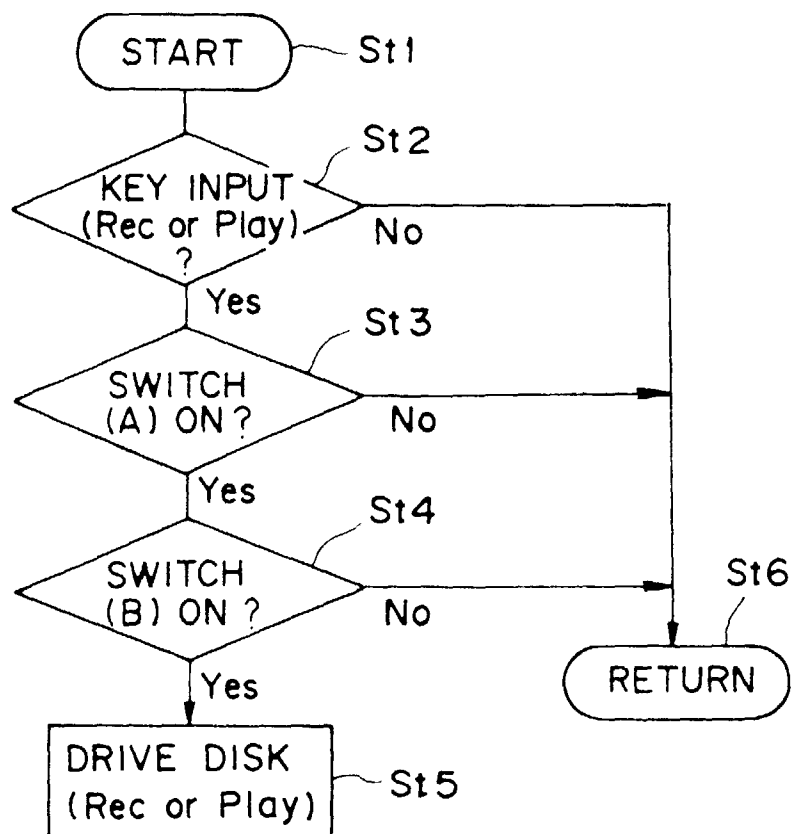 START
St1
St2
KEY INPUT
(Rec or Play)
?
No
Yes
St3
SWITCH
(A) ON?
No
Yes
St4
SWITCH
(B) ON?
No
Yes
St6
RETURN
DRIVE DISK
(Rec or Play)
St5